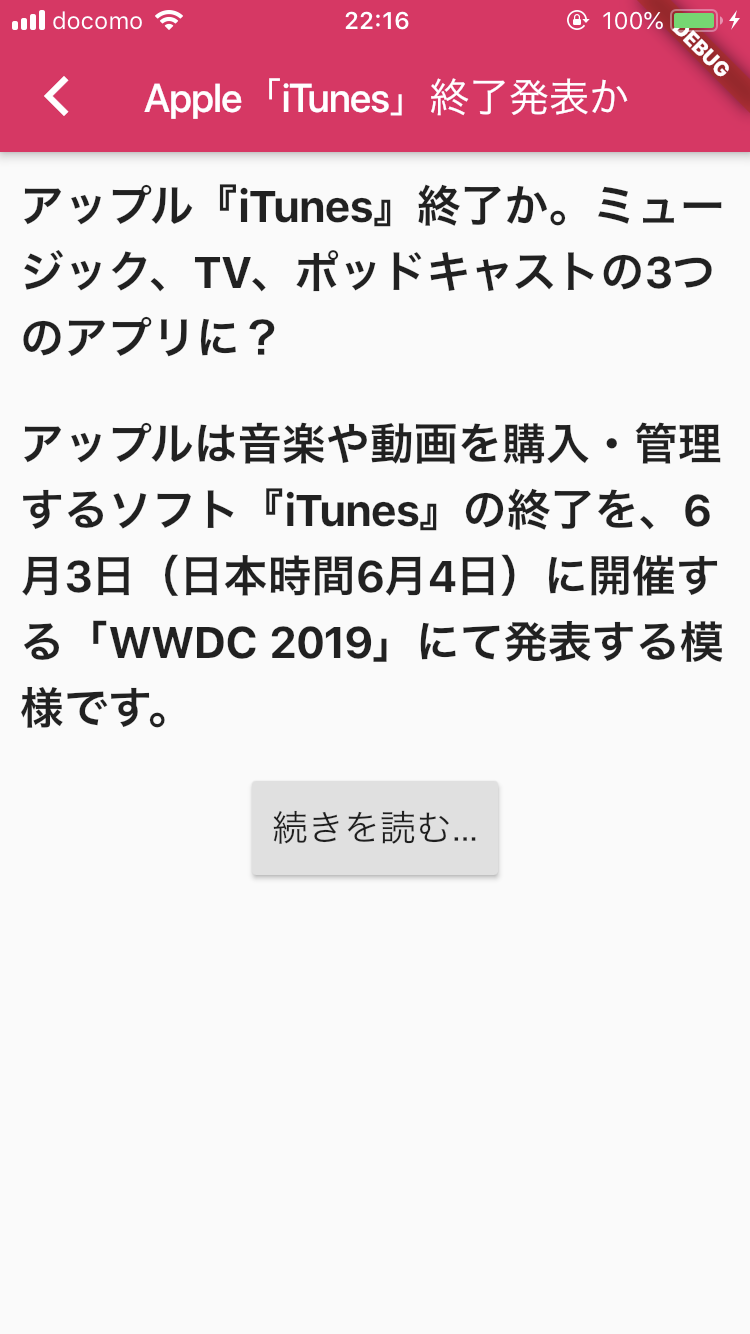 docomo 22:16 100%
DEBUG
Apple「iTunes」終了発表か
アップル『iTunes』終了か。ミュー
ジック、TV、ポッドキャストの3つ
のアプリに？
アップルは音楽や動画を購入・管理
するソフト『iTunes』の終了を、6
月3日（日本時間6月4日）に開催す
る「WWDC 2019」にて発表する模
様です。
続きを読む...